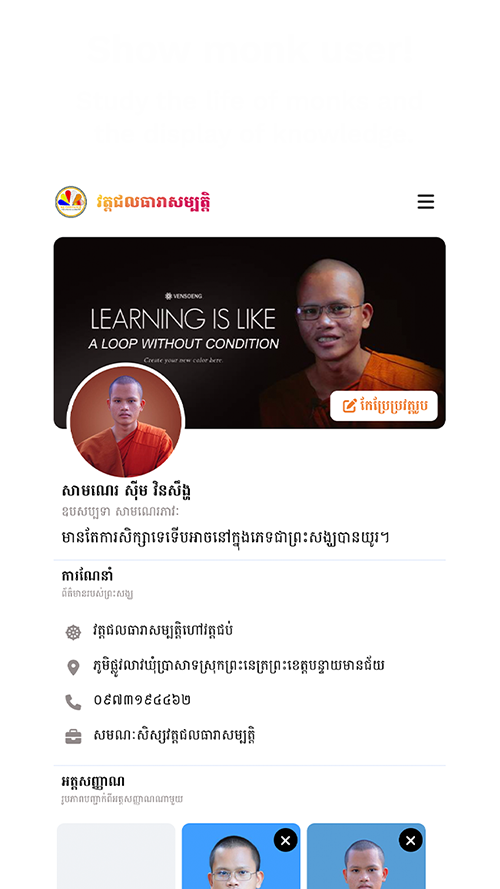 វត្តជលធារាសម្បត្តិ
VENSOENG
LEARNING IS LIKE
A LOOP WITHOUT CONDITION
Create your new color here.
កែប្រែប្រវត្តរូប
សាមណេរ ស៊ីម វិនសឹង្ហ
ឧបសប្បទា សាមណេរភាវៈ
មានតែការសិក្សាទេទើបអាចនៅក្នុងភេទជាព្រះសង្ឃបានយូរ។
ការណែនាំ
ព័ត៌មានរបស់ព្រះសង្ឃ
វត្តជលធារាសម្បត្តិហៅវត្តជប់
ភូមិផ្លូវលាវឃុំប្រាសាទស្រុកព្រះនេត្រព្រះខេត្តបន្ទាយមានជ័យ
០៩៧៣១៩៤៤៦២
សមណៈសិស្សវត្តជលធារាសម្បត្តិ
អត្តសញ្ញាណ
រូបភាពបញ្ជាក់ពីអត្តសញ្ញាណណាមួយ